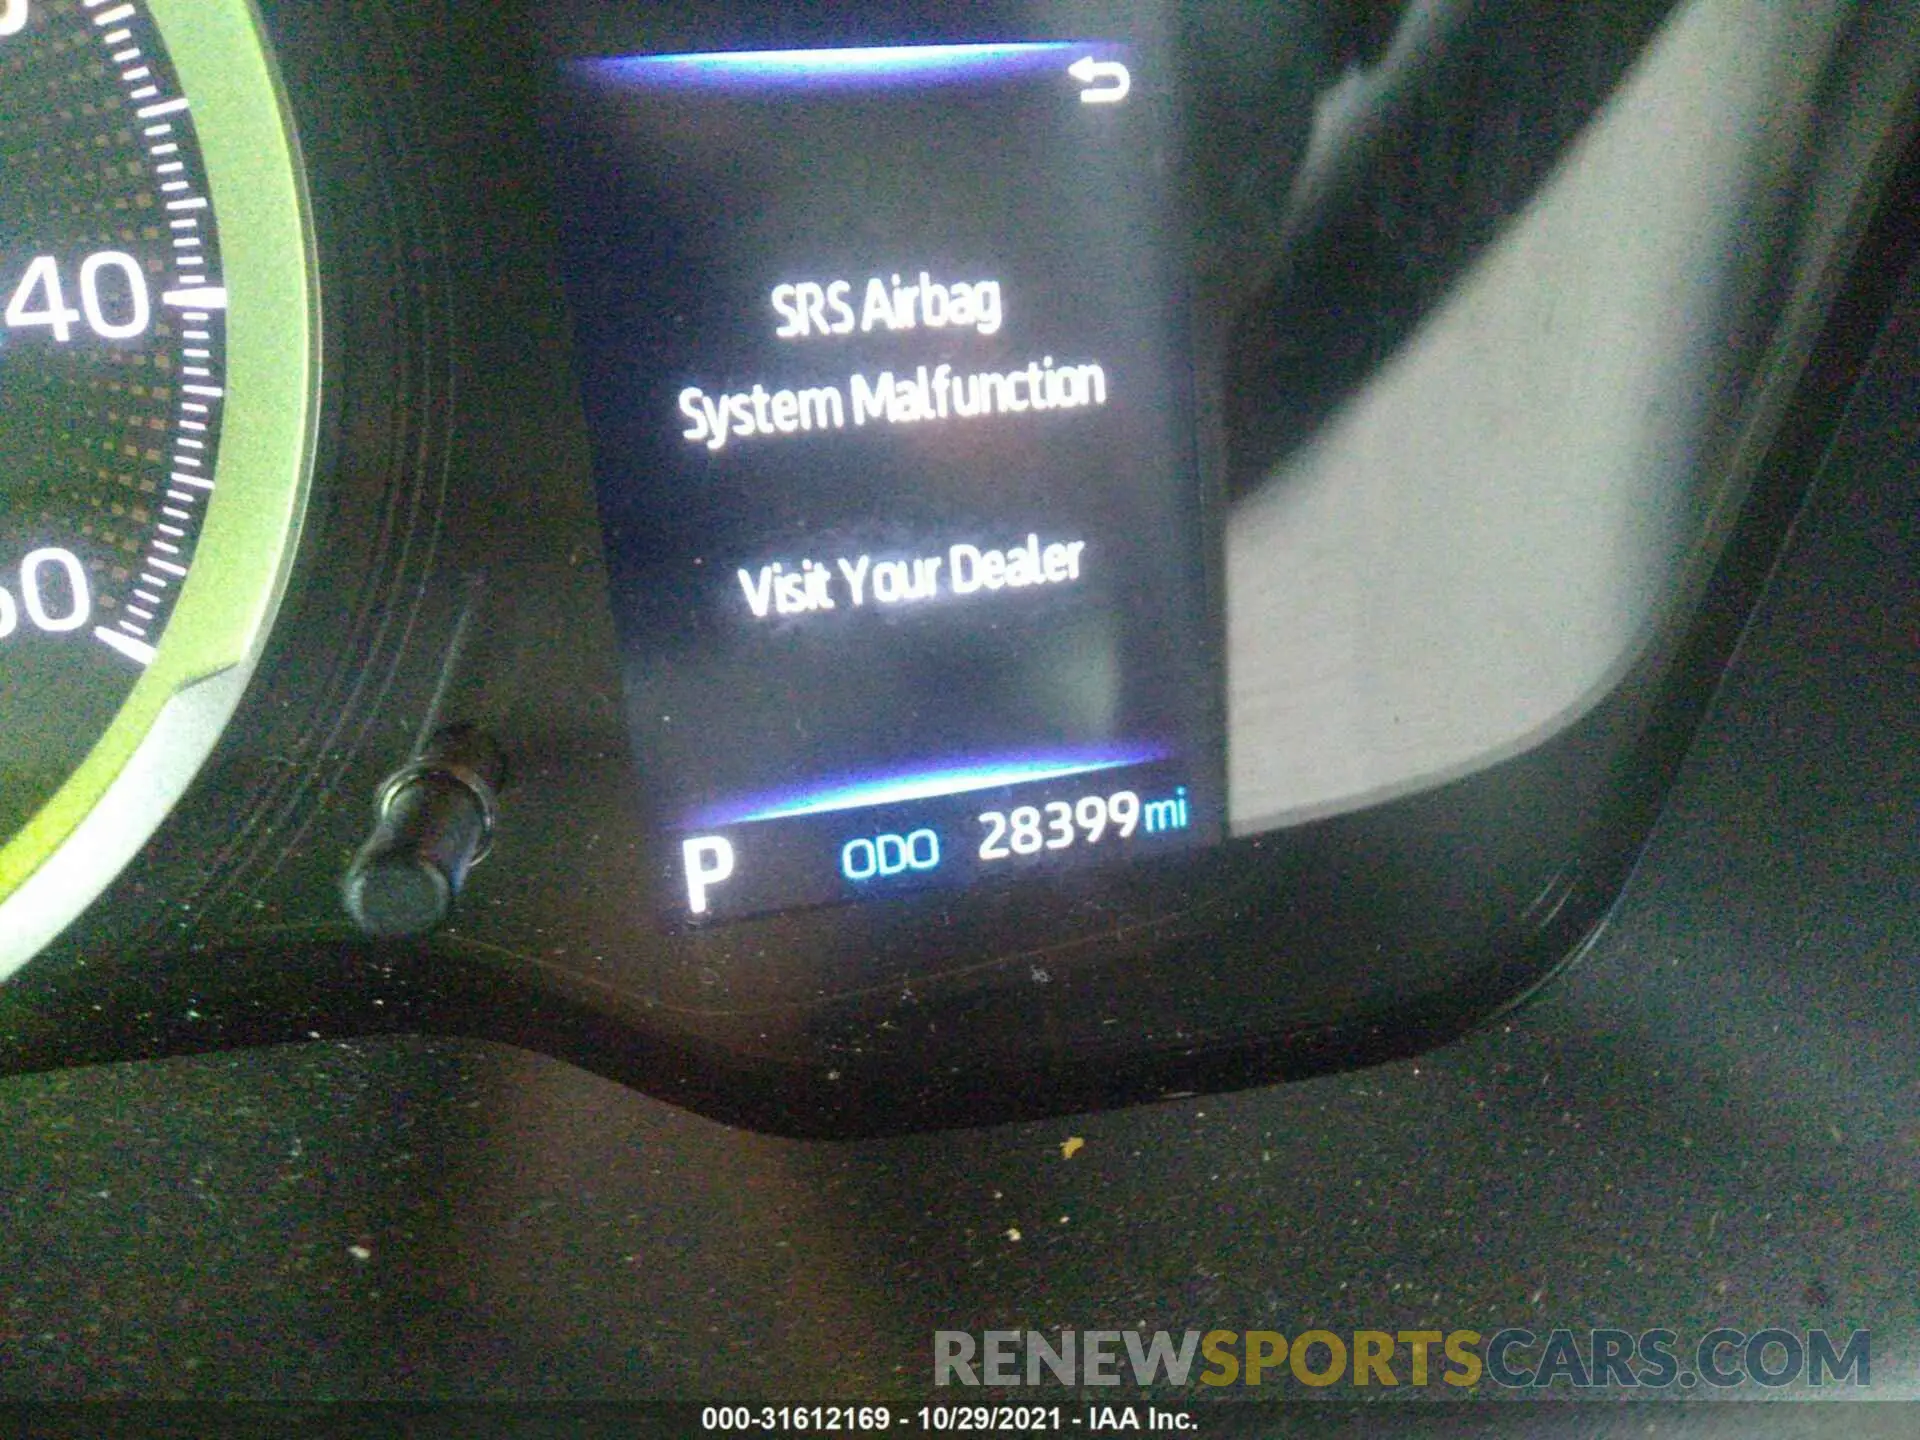 40
SRS Airbag
System Malfunction
Visit Your Dealer
P ODO 28399 mi
RENEWSPORTSCARS.COM
000-31612169 - 10/29/2021 - IAA Inc.